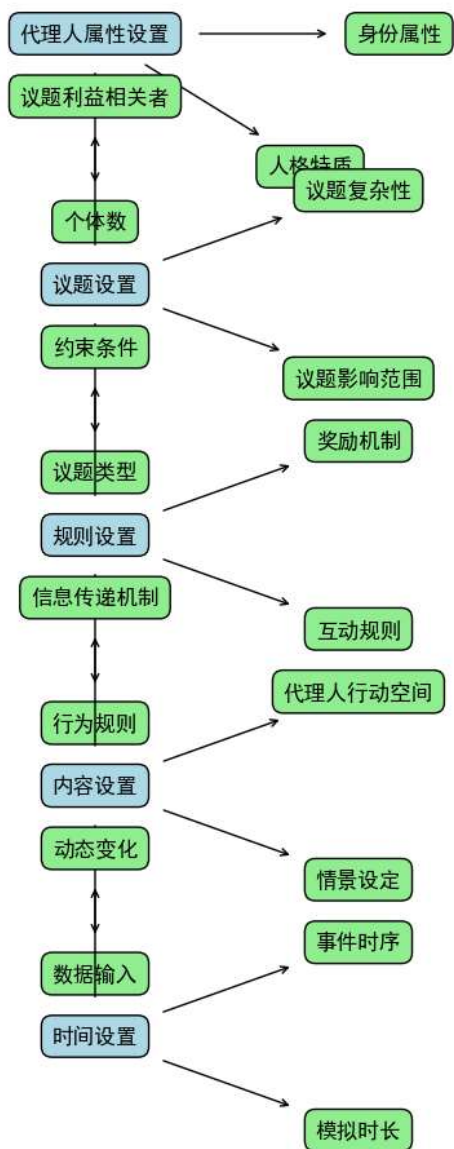 代理人属性设置
身份属性
议题利益相关者
人格特质
议题复杂性
个体数
议题设置
约束条件
议题影响范围
奖励机制
议题类型
规则设置
信息传递机制
互动规则
代理人行动空间
行为规则
内容设置
动态变化
情景设定
事件时序
数据输入
时间设置
模拟时长